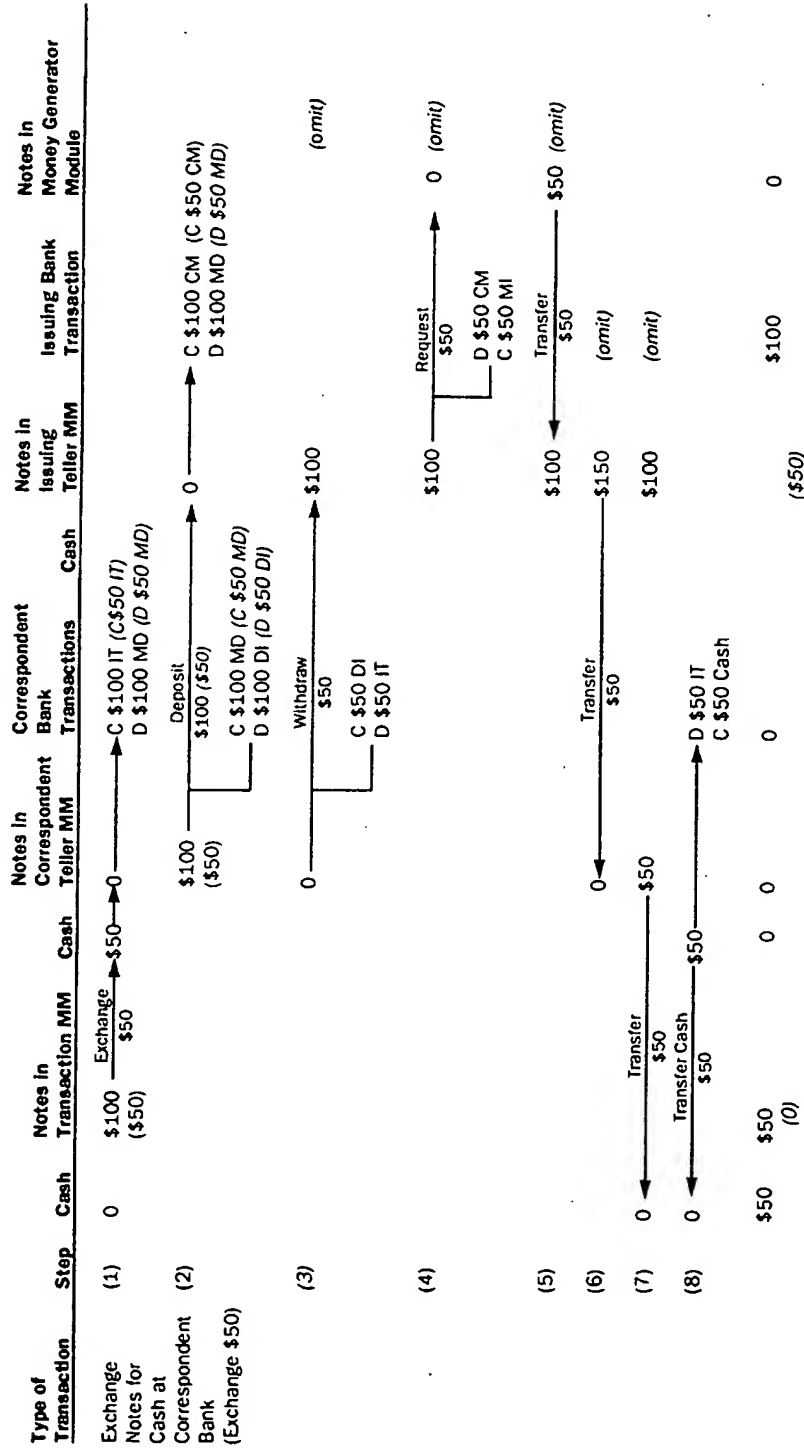 Type of Transaction Step Cash Notes in Transaction MM Cash Notes in Correspondent Teller MM Correspondent Bank Transactions Cash Notes in Issuing Teller MM Issuing Bank Transaction Notes in Money Generator Module
Exchange Notes for Cash at Correspondent Bank (Exchange $50)
(1) 0 $100 Exchange $50 0 C $100 IT (C$50 IT)
($50) $50 D $100 MD (D $50 MD)
(2) $100 Deposit 0 C $100 CM (C $50 CM)
($50) $100 ($50) D $100 MD (D $50 MD)
C $100 MD (C $50 MD)
D $100 DI (D $50 DI)
(3) 0 Withdraw $100 (omit)
$50
C $50 DI
D $50 IT
(4) $100 Request 0 (omit)
$50
D $50 CM
C $50 MI
(5) $100 Transfer $50 (omit)
$50
(6) 0 Transfer $150 (omit)
$50
(7) 0 Transfer $50 $100 (omit)
$50
(8) 0 Transfer Cash $50 D $50 IT
$50 C $50 Cash
$50 $50 0 0 0 $100 0
(0) ($50)